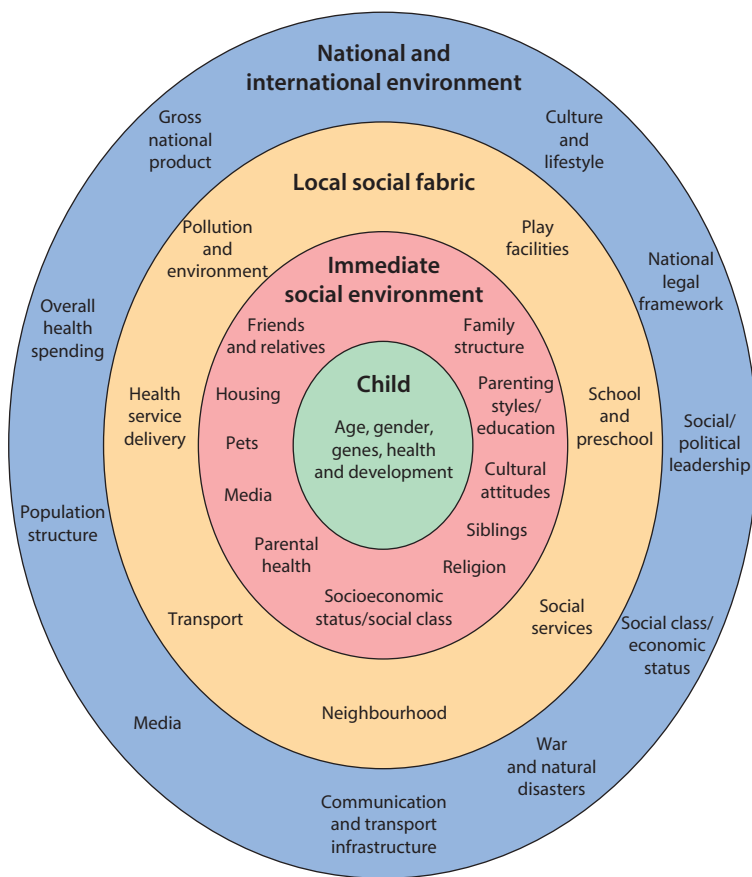 National and
international environment
Gross
national
product
Culture
and
lifestyle
Local social fabric
Pollution
and
environment
Play
facilities
Immediate
social environment
National
legal
framework
Overall
health
spending
Friends
and relatives
Family
structure
Child
Age, gender,
genes, health
and development
Housing
Parenting
styles/
education
Health
service
delivery
School
and
preschool
Pets
Social/
political
leadership
Cultural
attitudes
Media
Population
structure
Siblings
Parental
health
Religion
Socioeconomic
status/social class
Transport
Social
services
Social class/
economic
status
Media
Neighbourhood
War
and natural
disasters
Communication
and transport
infrastructure